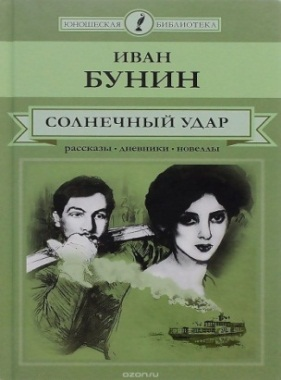 ЮНОШЕСКАЯ БИБЛИОТЕКА
ИВАН
БУНИН
СОЛНЕЧНЫЙ УДАР
рассказы • дневники • новеллы
ozon.ru